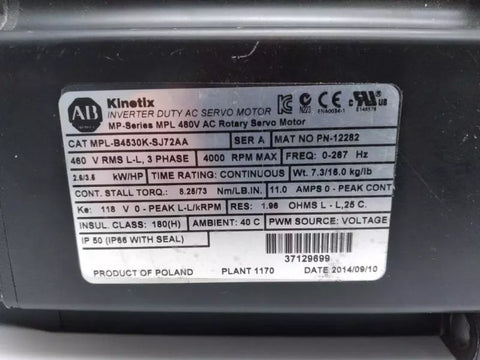 AB Kinetix
INVERTER DUTY AC SERVO MOTOR
MP-Series MPL 480V AC Rotary Servo Motor
CAT MPL-B4530K-SJ72AA SER A MAT NO PN-12282
460 V RMS L-L, 3 PHASE 4000 RPM MAX FREQ: 0-267 Hz
kW/HP TIME RATING: CONTINUOUS Wt. 7.3/16.0 kg/lb
CONT. STALL TORQ.: 8.25/73 Nm/LB.IN. 11.0 AMPS 0 - PEAK CONT
Ke: 118 V 0 - PEAK L-L/kRPM RES: 1.96 OHMS L - L,25 C.
INSUL. CLASS: 180(H) AMBIENT: 40 C PWM SOURCE: VOLTAGE
IP 50 (IP66 WITH SEAL)
37129699
PRODUCT OF POLAND PLANT 1170 DATE 2014/09/10